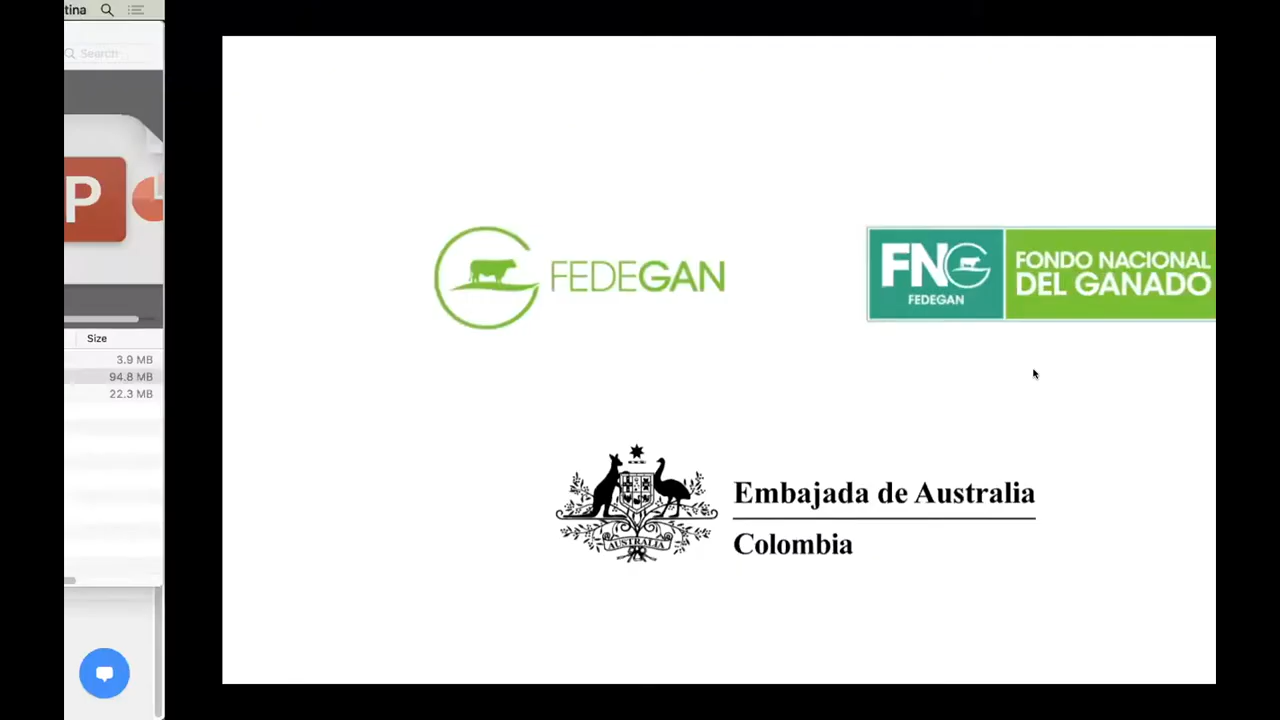 tina
Search
P
Size
3.9 MB
94.8 MB
22.3 MB
FEDEGAN
FNG
FEDEGAN
FONDO NACIONAL
DEL GANADO
AUSTRALIA
Embajada de Australia
Colombia